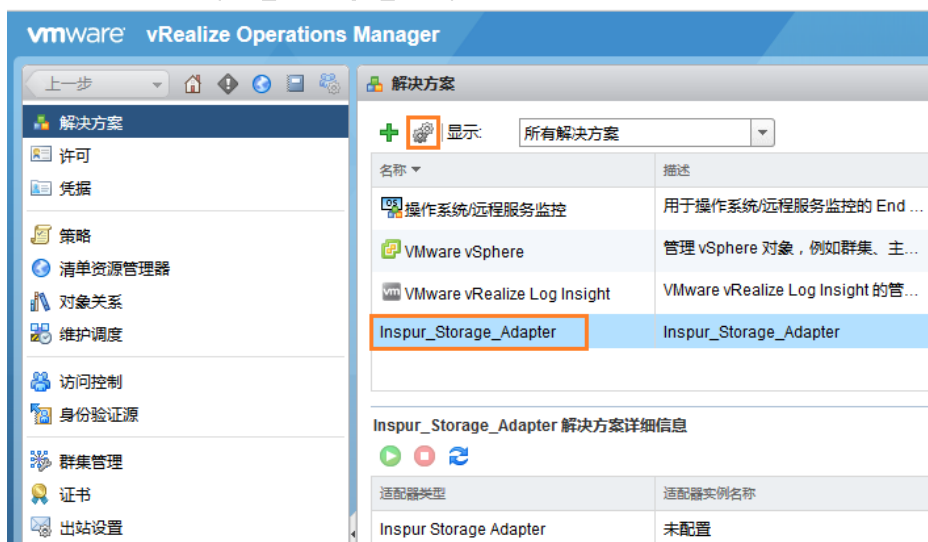 vmware vRealize Operations Manager
上一步
解决方案
许可
凭据
策略
清单资源管理器
对象关系
维护调度
访问控制
身份验证源
群集管理
证书
出站设置
解决方案
显示: 所有解决方案
名称 描述
操作系统/远程服务监控 用于操作系统/远程服务监控的 End ...
VMware vSphere 管理 vSphere 对象，例如群集、主...
VMware vRealize Log Insight VMware vRealize Log Insight 的管...
Inspur_Storage_Adapter Inspur_Storage_Adapter
Inspur_Storage_Adapter 解决方案详细信息
适配器类型 适配器实例名称
Inspur Storage Adapter 未配置